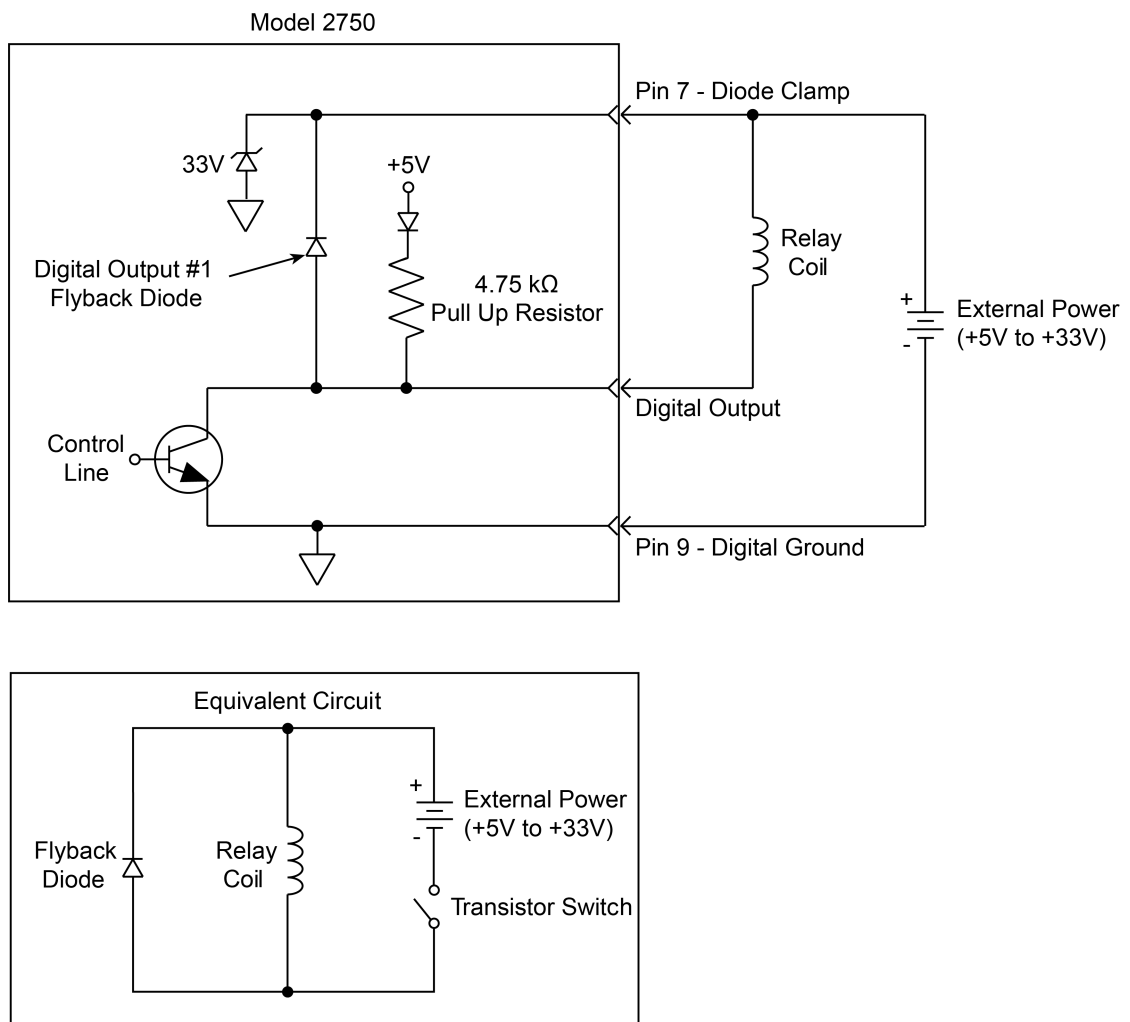 Model 2750
Pin 7 - Diode Clamp
33V
+5V
Digital Output #1
Flyback Diode
4.75 kΩ
Pull Up Resistor
Relay
Coil
+
-
External Power
(+5V to +33V)
Digital Output
Control
Line
Pin 9 - Digital Ground
Equivalent Circuit
+
-
External Power
(+5V to +33V)
Flyback
Diode
Relay
Coil
Transistor Switch